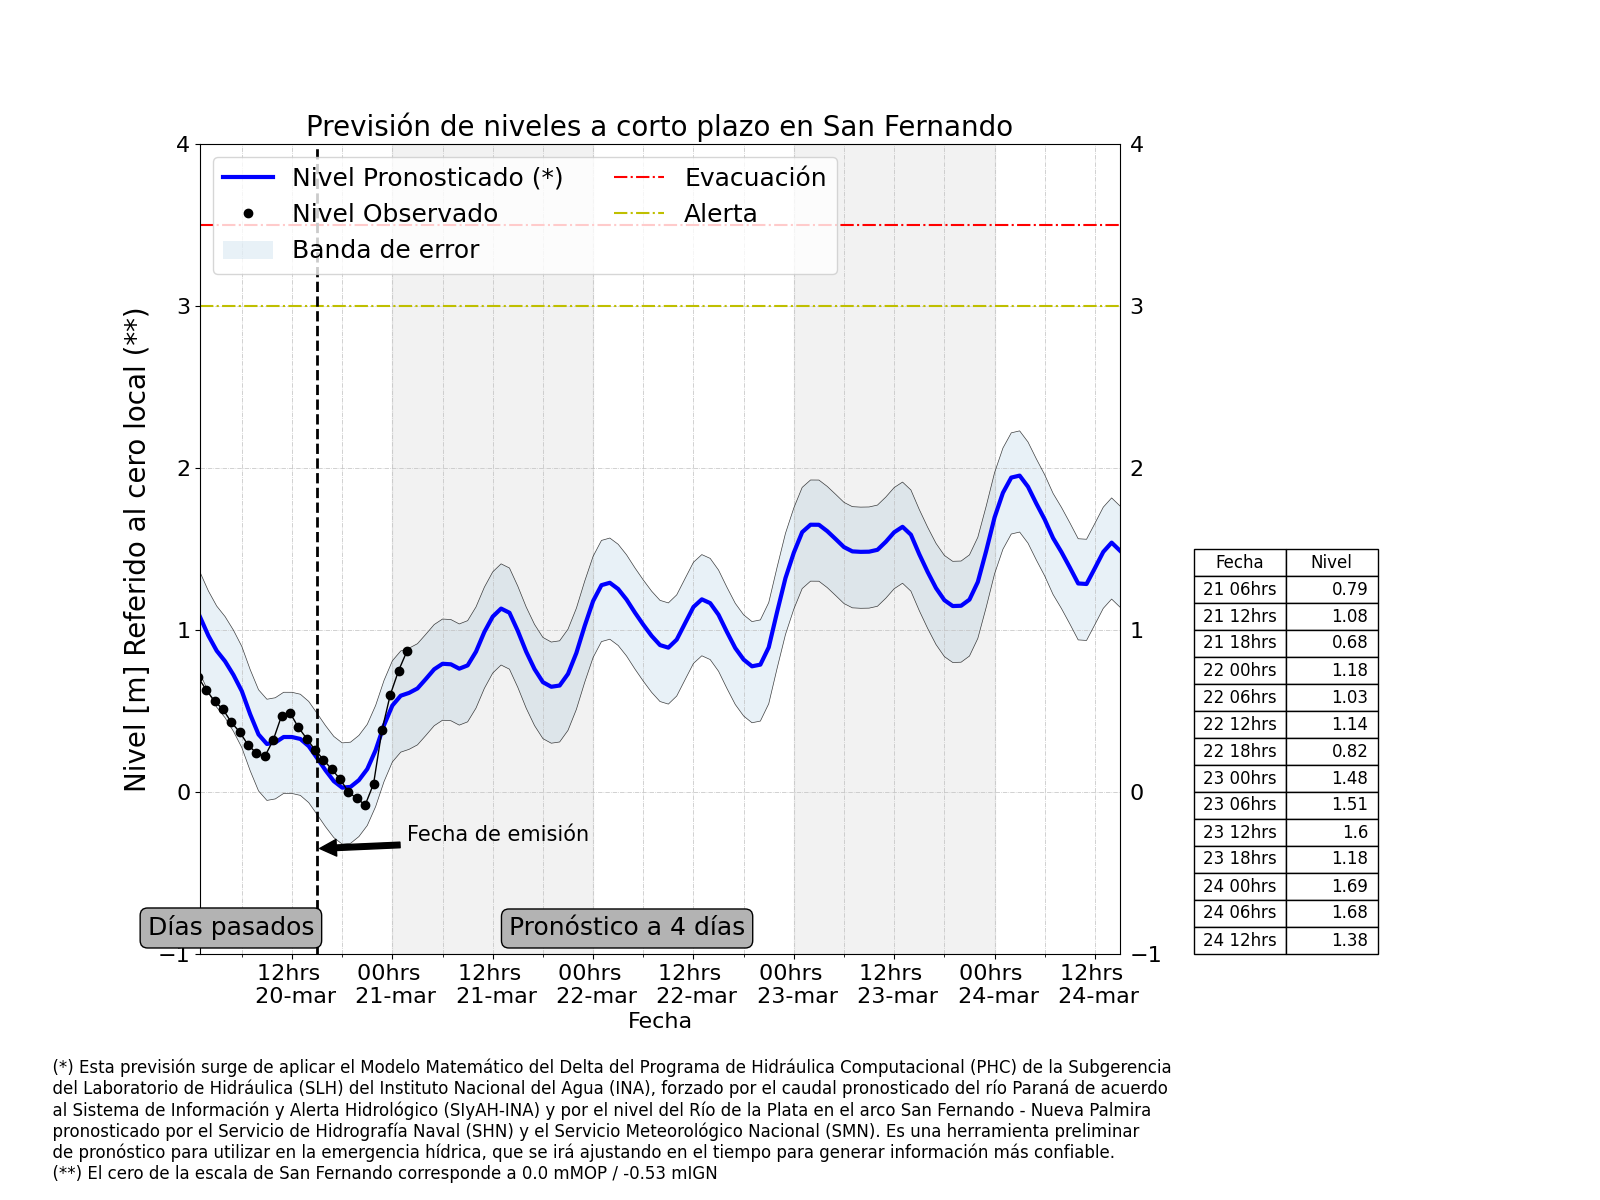 Previsión de niveles a corto plazo en San Fernando
Nivel Pronosticado (*)
Nivel Observado
Banda de error
Evacuación
Alerta
Nivel [m] Referido al cero local (**)
4
3
2
1
0
−1
4
3
2
1
0
−1
Fecha de emisión
Días pasados
Pronóstico a 4 días
12hrs 00hrs 12hrs 00hrs 12hrs 00hrs 12hrs 00hrs 12hrs
20-mar 21-mar 21-mar 22-mar 22-mar 23-mar 23-mar 24-mar 24-mar
Fecha
Fecha Nivel
21 06hrs 0.79
21 12hrs 1.08
21 18hrs 0.68
22 00hrs 1.18
22 06hrs 1.03
22 12hrs 1.14
22 18hrs 0.82
23 00hrs 1.48
23 06hrs 1.51
23 12hrs 1.6
23 18hrs 1.18
24 00hrs 1.69
24 06hrs 1.68
24 12hrs 1.38
(*) Esta previsión surge de aplicar el Modelo Matemático del Delta del Programa de Hidráulica Computacional (PHC) de la Subgerencia
del Laboratorio de Hidráulica (SLH) del Instituto Nacional del Agua (INA), forzado por el caudal pronosticado del río Paraná de acuerdo
al Sistema de Información y Alerta Hidrológico (SIyAH-INA) y por el nivel del Río de la Plata en el arco San Fernando - Nueva Palmira
pronosticado por el Servicio de Hidrografía Naval (SHN) y el Servicio Meteorológico Nacional (SMN). Es una herramienta preliminar
de pronóstico para utilizar en la emergencia hídrica, que se irá ajustando en el tiempo para generar información más confiable.
(**) El cero de la escala de San Fernando corresponde a 0.0 mMOP / -0.53 mIGN